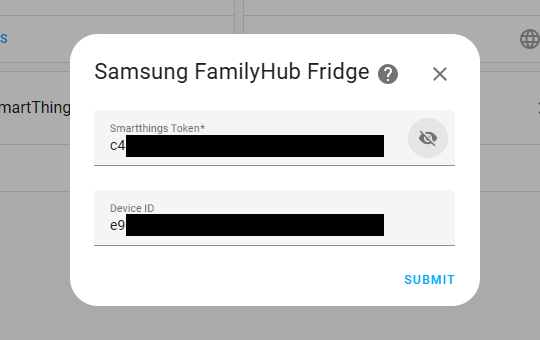 s
Samsung FamilyHub Fridge
martThing
Smartthings Token*
c4
Device ID
e9
SUBMIT